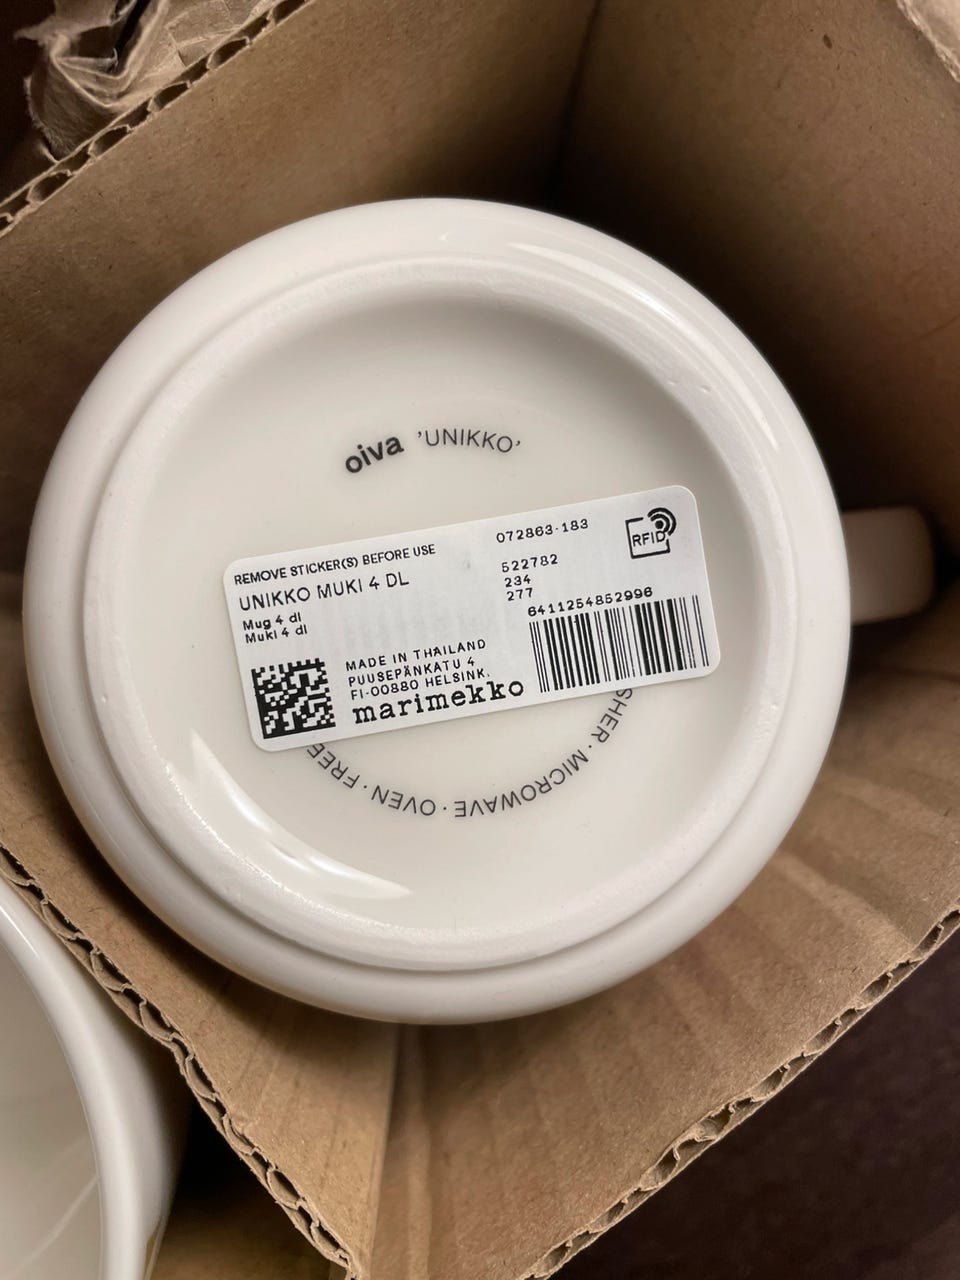 oiva 'UNIKKO'
REMOVE STICKER(S) BEFORE USE
UNIKKO MUKI 4 DL
Mug 4 dl
Muki 4 dl
072863-183
522782
234
277
RFID
6411254852996
MADE IN THAILAND
PUUSEPÄNKATU 4
FI-00880 HELSINK.
marimekko
SHER · MICROWAVE · OVEN · FREE